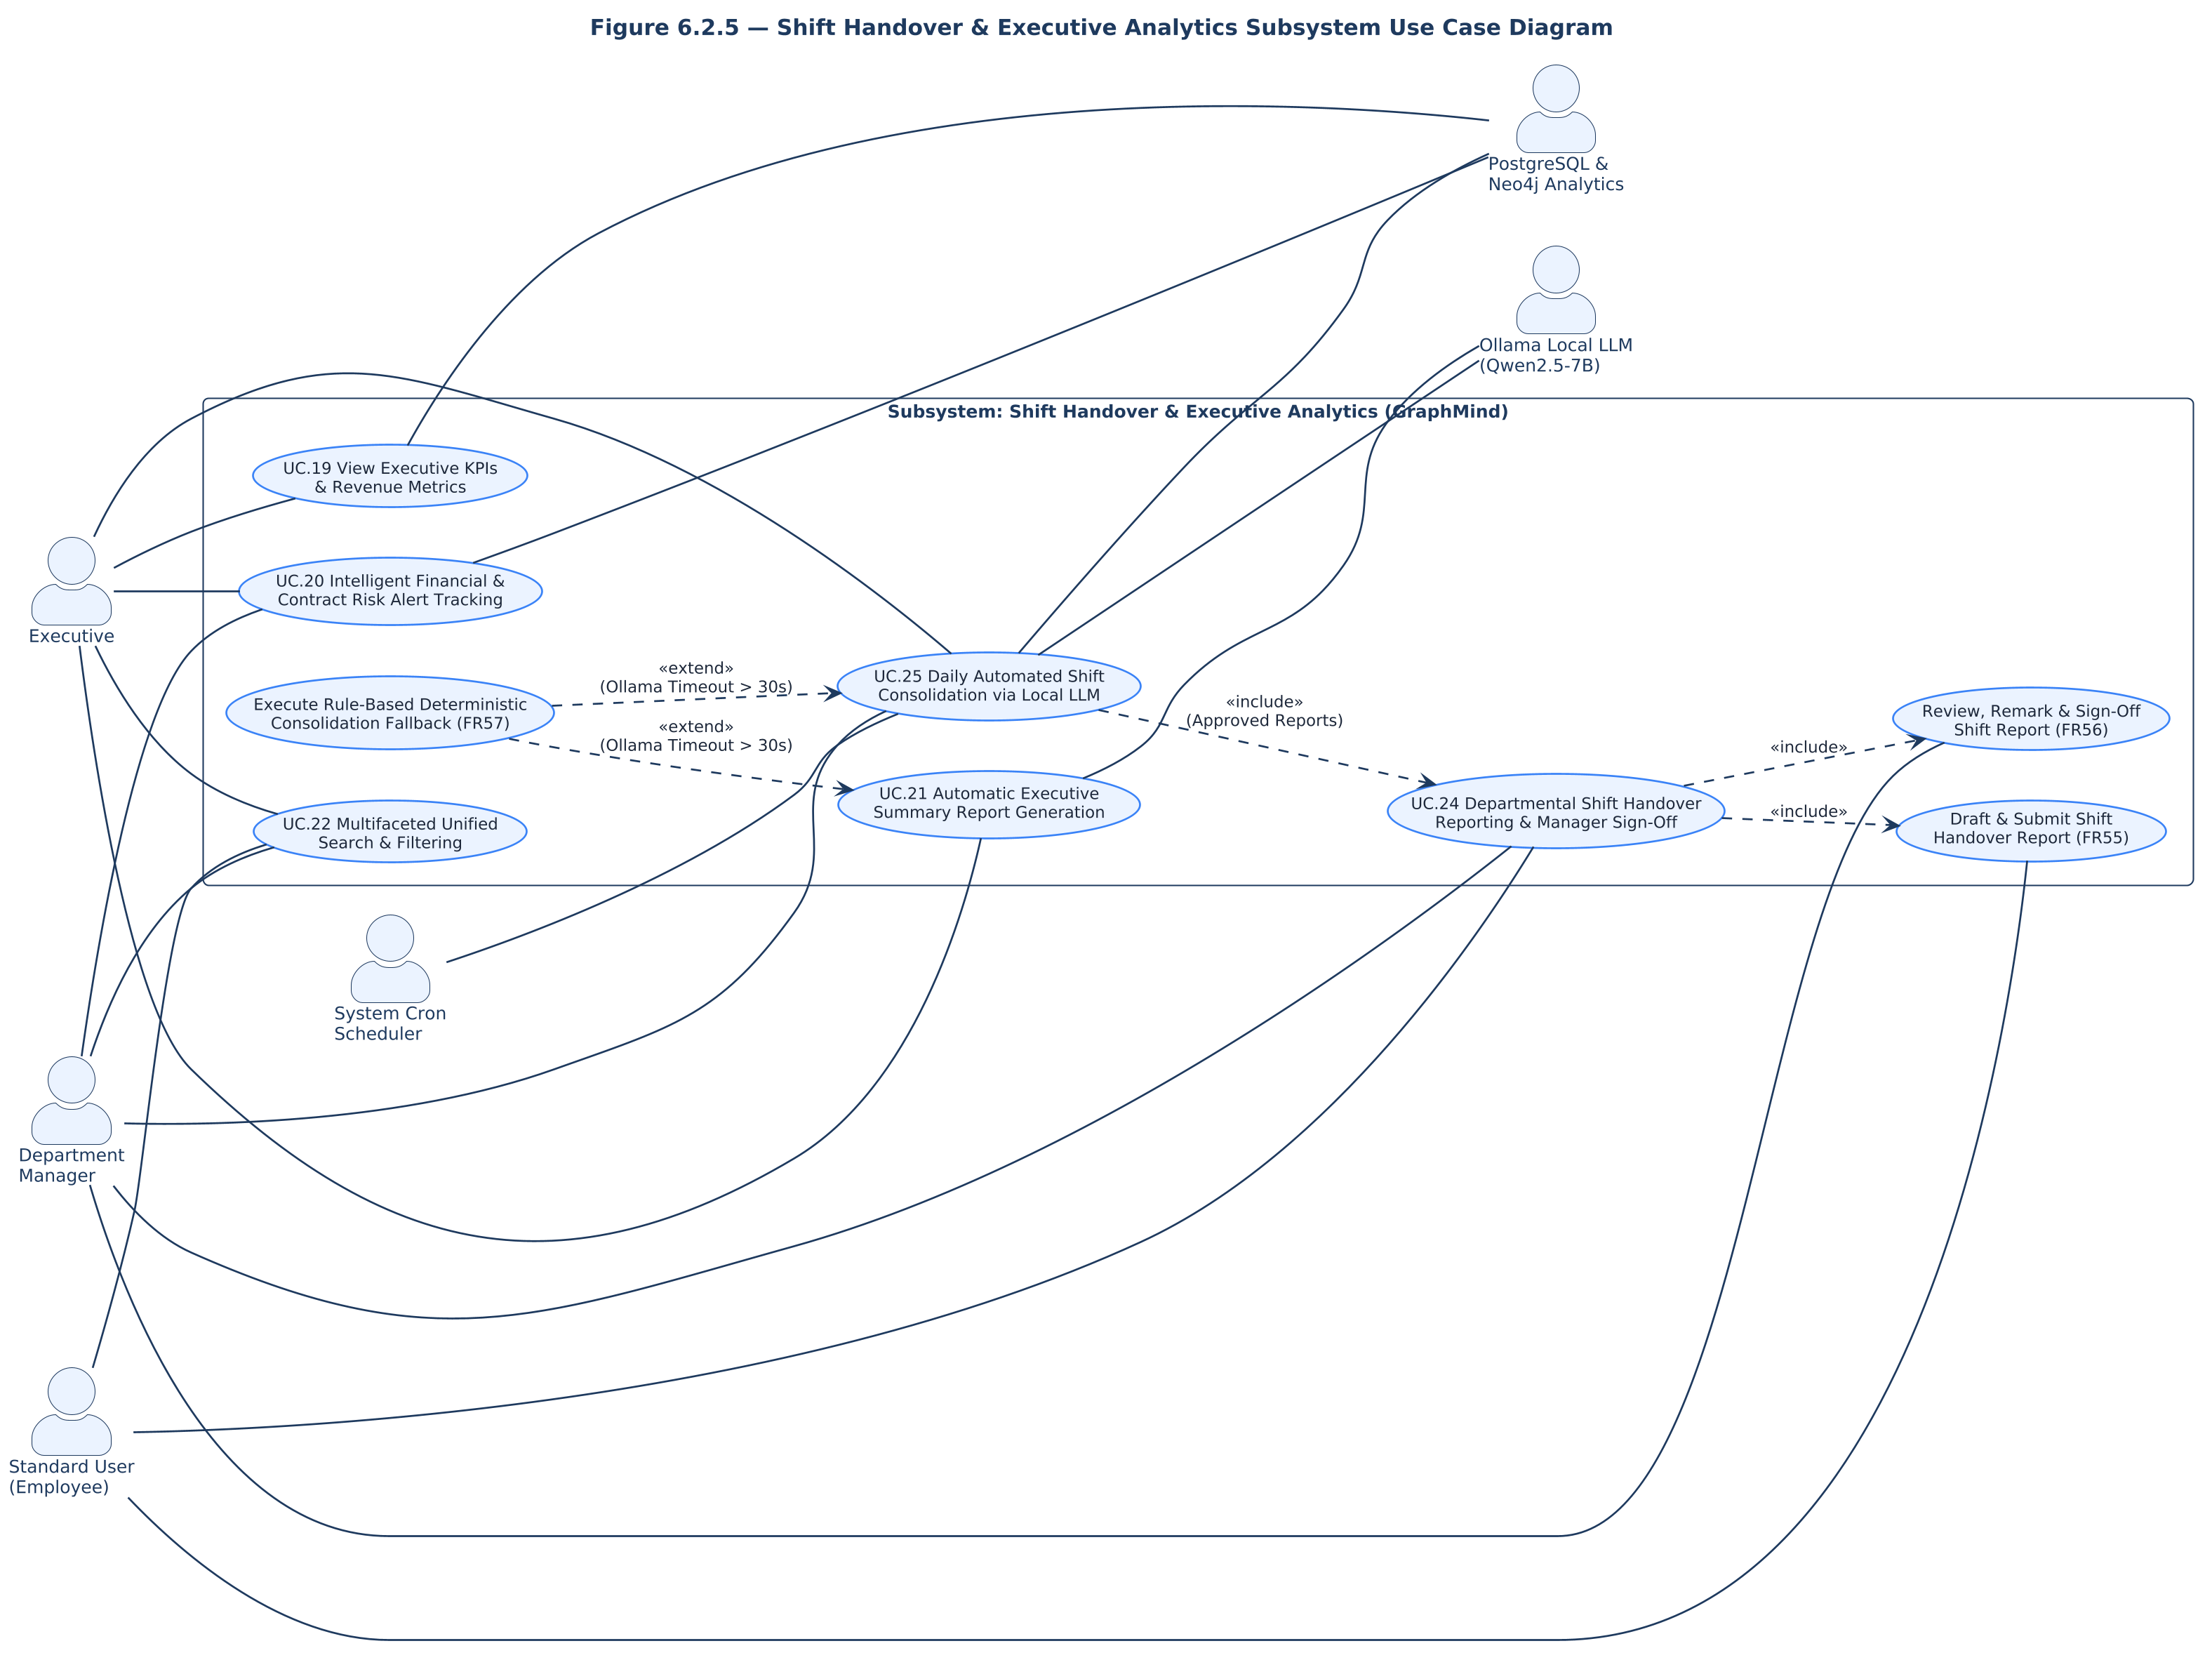 Figure 6.2.5 — Shift Handover & Executive Analytics Subsystem Use Case Diagram
PostgreSQL &
Neo4j Analytics
Ollama Local LLM
(Qwen2.5-7B)
Subsystem: Shift Handover & Executive Analytics (GraphMind)
UC.19 View Executive KPIs
& Revenue Metrics
UC.20 Intelligent Financial &
Contract Risk Alert Tracking
Executive
«extend»
(Ollama Timeout > 30s)
UC.25 Daily Automated Shift
Consolidation via Local LLM
Execute Rule-Based Deterministic
Consolidation Fallback (FR57)
«extend»
(Ollama Timeout > 30s)
«include»
(Approved Reports)
Review, Remark & Sign-Off
Shift Report (FR56)
«include»
UC.21 Automatic Executive
Summary Report Generation
UC.24 Departmental Shift Handover
Reporting & Manager Sign-Off
«include»
Draft & Submit Shift
Handover Report (FR55)
UC.22 Multifaceted Unified
Search & Filtering
System Cron
Scheduler
Department
Manager
Standard User
(Employee)